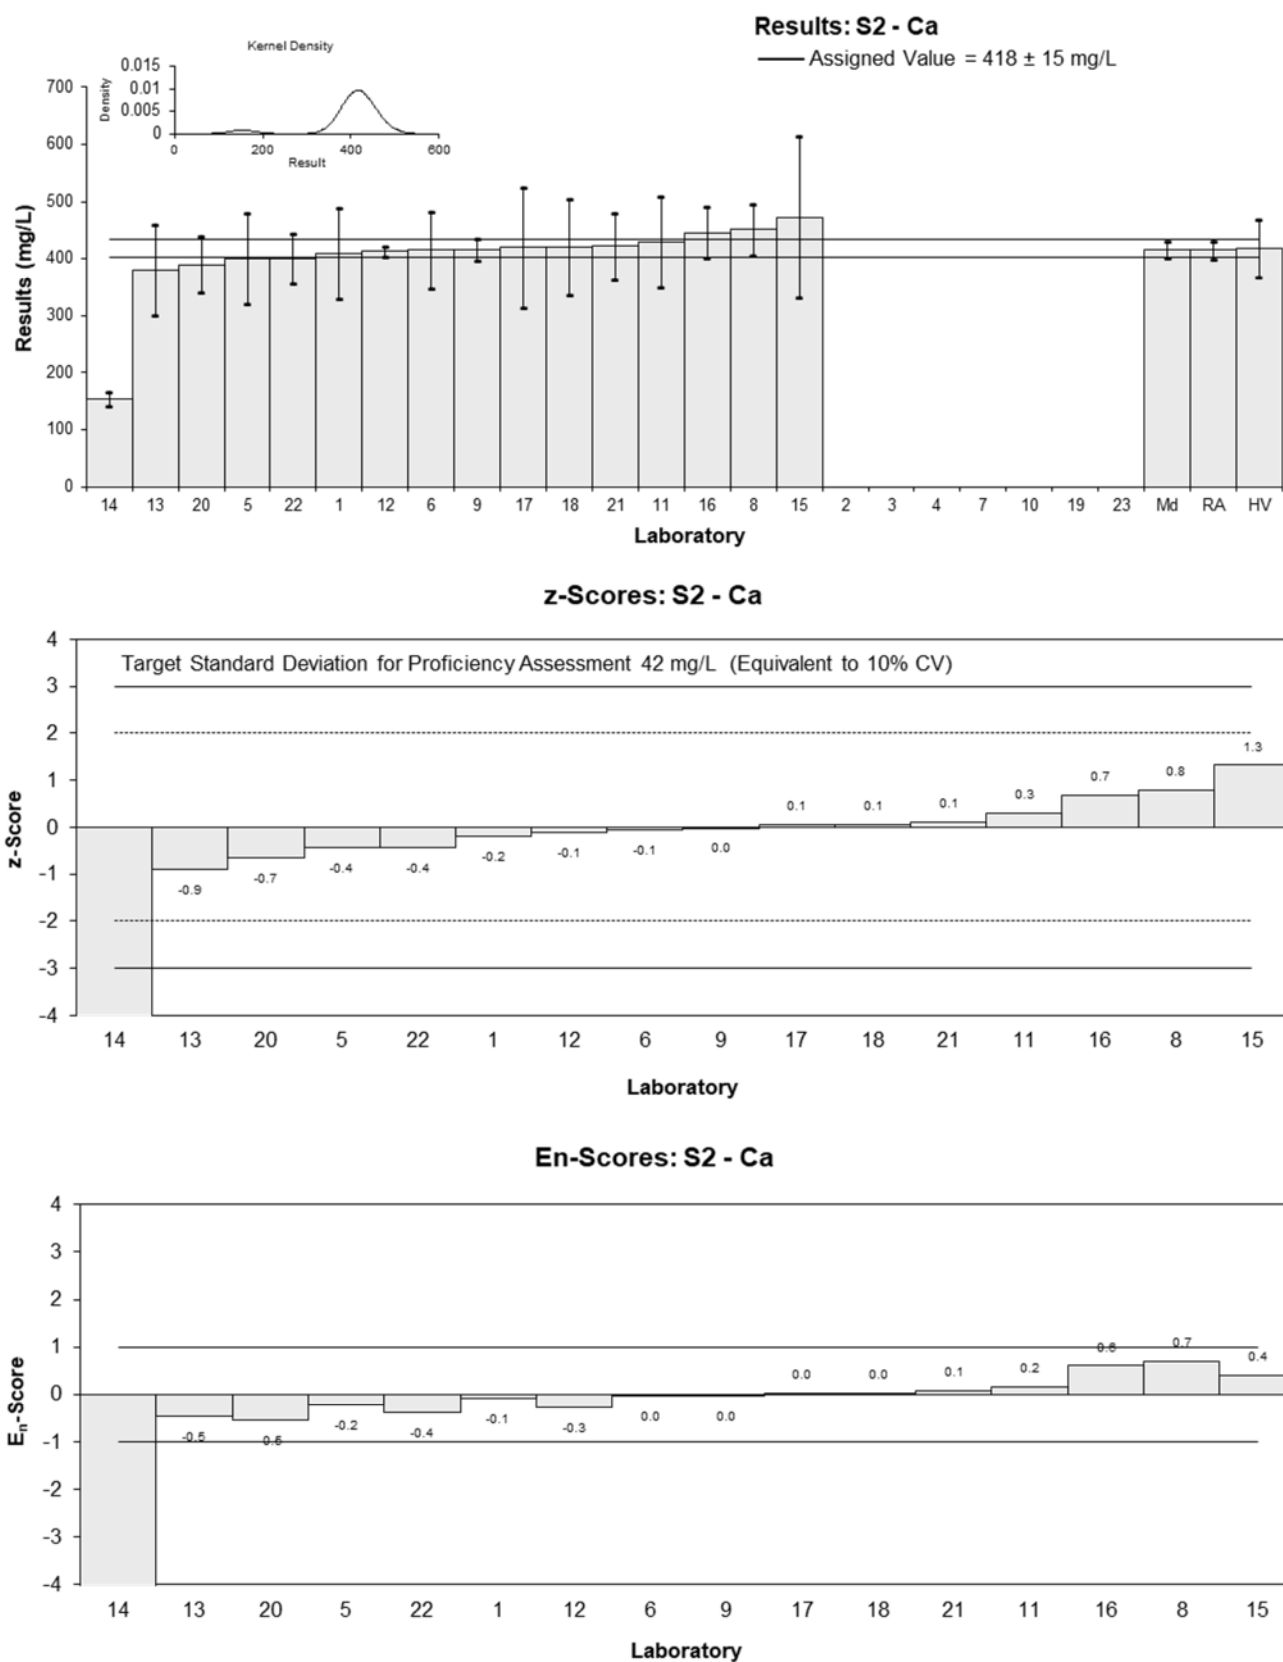 Results: S2 - Ca
Assigned Value = 418 ± 15 mg/L
Kernel Density
Density
0.015
0.01
0.005
0
0 200 400 600
Result
Results (mg/L)
700
600
500
400
300
200
100
0
14 13 20 5 22 1 12 6 9 17 18 21 11 16 8 15 2 3 4 7 10 19 23 Md RA HV
Laboratory
z-Scores: S2 - Ca
Target Standard Deviation for Proficiency Assessment 42 mg/L (Equivalent to 10% CV)
z-Score
4
3
2
1
0
-1
-2
-3
-4
-0.9 -0.7 -0.4 -0.4 -0.2 -0.1 -0.1 0.0 0.1 0.1 0.1 0.3 0.7 0.8 1.3
14 13 20 5 22 1 12 6 9 17 18 21 11 16 8 15
Laboratory
En-Scores: S2 - Ca
En-Score
4
3
2
1
0
-1
-2
-3
-4
-0.5 -0.2 -0.4 -0.1 -0.3 0.0 0.0 0.0 0.0 0.1 0.2 0.6 0.7 0.4
14 13 20 5 22 1 12 6 9 17 18 21 11 16 8 15
Laboratory